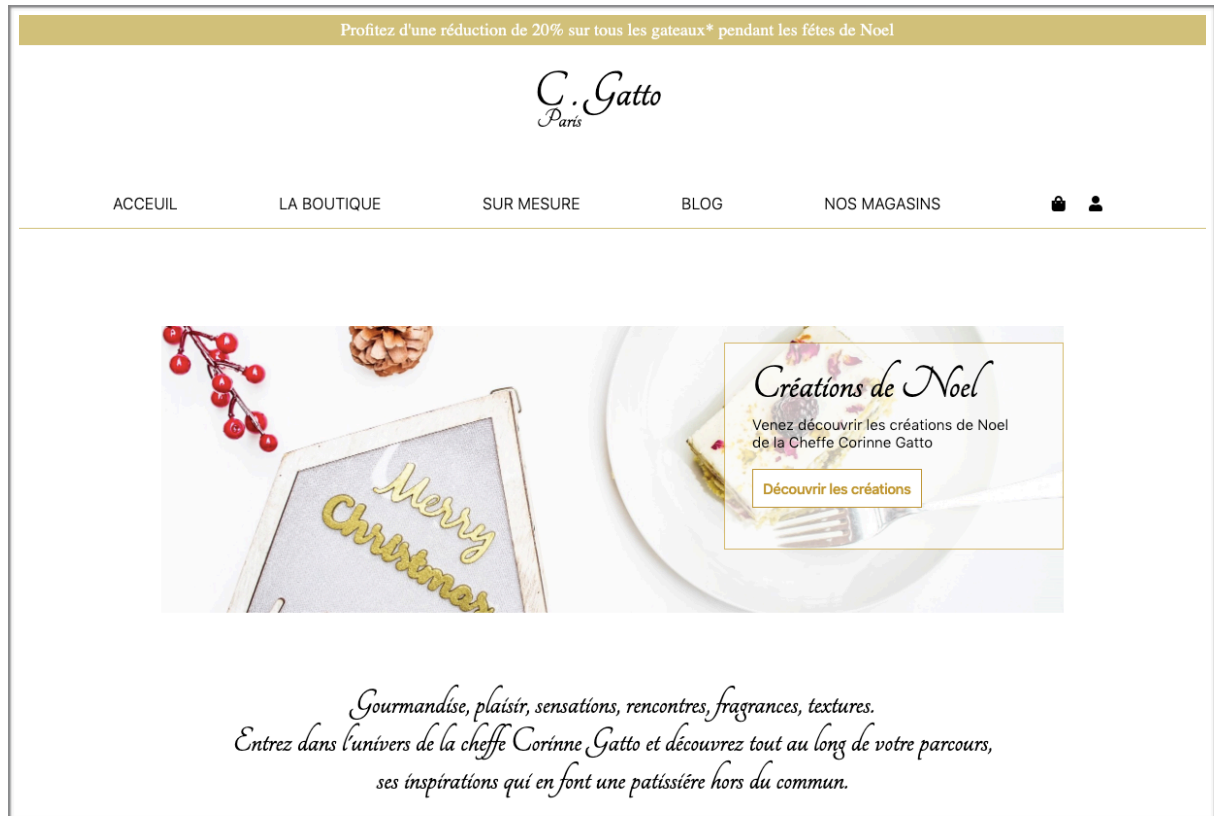 Profitez d'une réduction de 20% sur tous les gateaux* pendant les fétes de Noel
C . Gatto
Paris
ACCEUIL LA BOUTIQUE SUR MESURE BLOG NOS MAGASINS
Créations de Noel
Venez découvrir les créations de Noel
de la Cheffe Corinne Gatto
Découvrir les créations
Merry
Christmas
Gourmandise, plaisir, sensations, rencontres, fragrances, textures.
Entrez dans l'univers de la cheffe Corinne Gatto et découvrez tout au long de votre parcours,
ses inspirations qui en font une patissiére hors du commun.